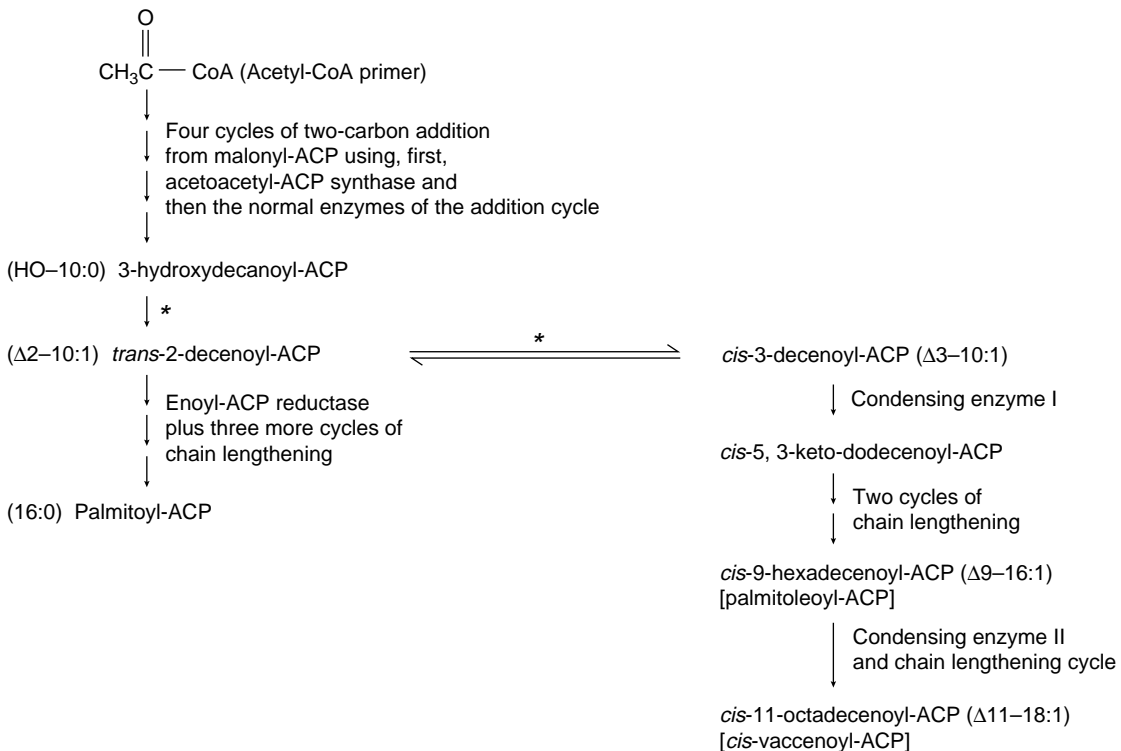 O
CH₃C — CoA (Acetyl-CoA primer)
Four cycles of two-carbon addition
from malonyl-ACP using, first,
acetoacetyl-ACP synthase and
then the normal enzymes of the addition cycle
(HO–10:0) 3-hydroxydecanoyl-ACP
*
(Δ2–10:1) trans-2-decenoyl-ACP
*
cis-3-decenoyl-ACP (Δ3–10:1)
Enoyl-ACP reductase
plus three more cycles of
chain lengthening
(16:0) Palmitoyl-ACP
Condensing enzyme I
cis-5, 3-keto-dodecenoyl-ACP
Two cycles of
chain lengthening
cis-9-hexadecenoyl-ACP (Δ9–16:1)
[palmitoleoyl-ACP]
Condensing enzyme II
and chain lengthening cycle
cis-11-octadecenoyl-ACP (Δ11–18:1)
[cis-vaccenoyl-ACP]